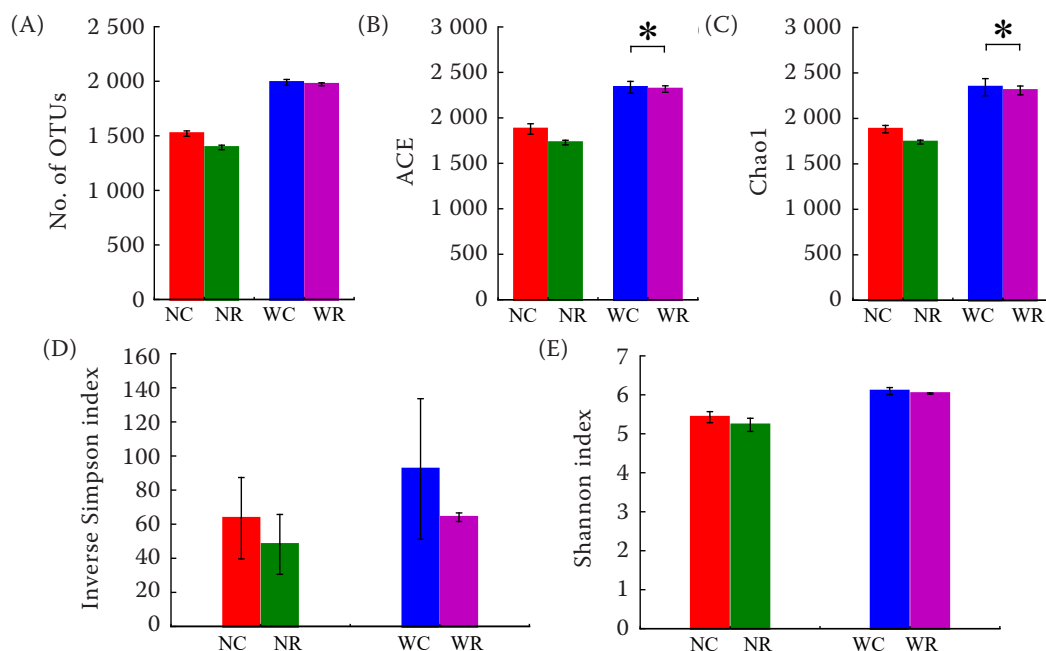 (A)
No. of OTUs
2 500
2 000
1 500
1 000
500
0
NC NR WC WR
(B)
ACE
3 000
2 500
2 000
1 500
1 000
500
0
*
NC NR WC WR
(C)
Chao1
3 000
2 500
2 000
1 500
1 000
500
0
*
NC NR WC WR
(D)
Inverse Simpson index
160
140
120
100
80
60
40
20
0
NC NR WC WR
(E)
Shannon index
7
6
5
4
3
2
1
0
NC NR WC WR